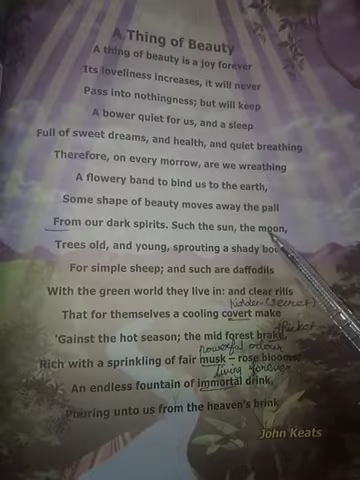 A Thing of Beauty
A thing of beauty is a joy forever
Its loveliness increases, it will never
Pass into nothingness; but will keep
A bower quiet for us, and a sleep
Full of sweet dreams, and health, and quiet breathing
Therefore, on every morrow, are we wreathing
A flowery band to bind us to the earth,
Some shape of beauty moves away the pall
From our dark spirits. Such the sun, the moon,
Trees old, and young, sprouting a shady
For simple sheep; and such are daffodils
With the green world they live in: and clear rills
hidden (secret)
That for themselves a cooling covert make
'Gainst the hot season; the mid forest brake,
thicket
powerful odour
Rich with a sprinkling of fair musk – rose blooms;
living forever
An endless fountain of immortal drink,
Pouring unto us from the heaven's brink
John Keats